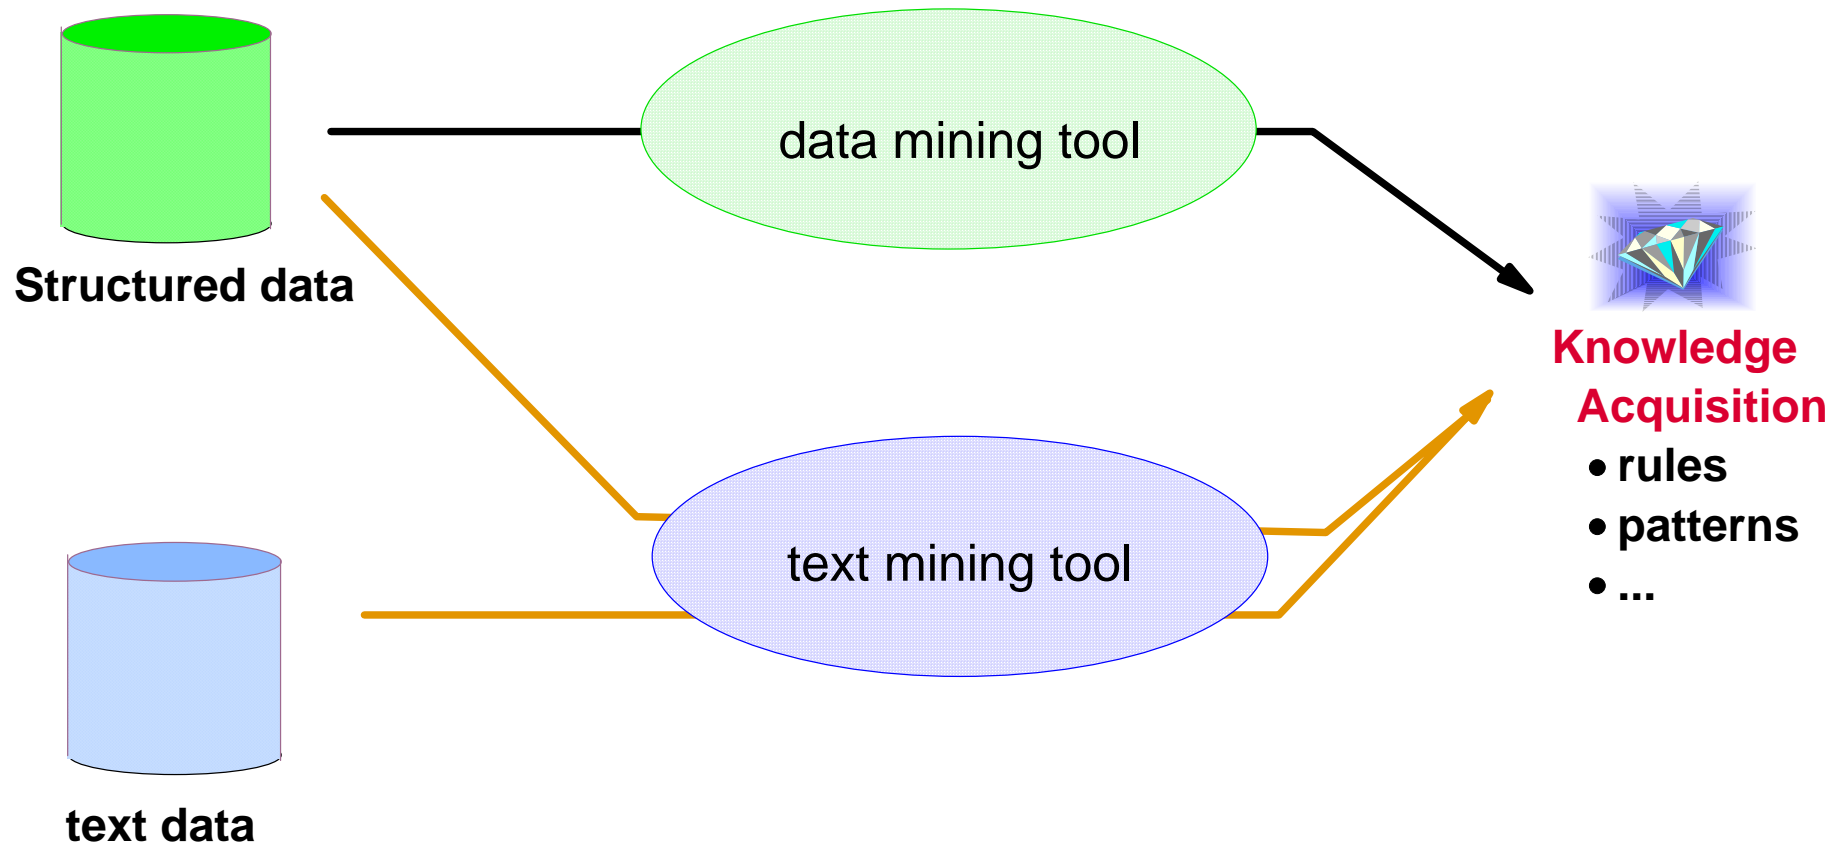 data mining tool
Structured data
Knowledge
Acquisition
• rules
• patterns
• ...
text mining tool
text data